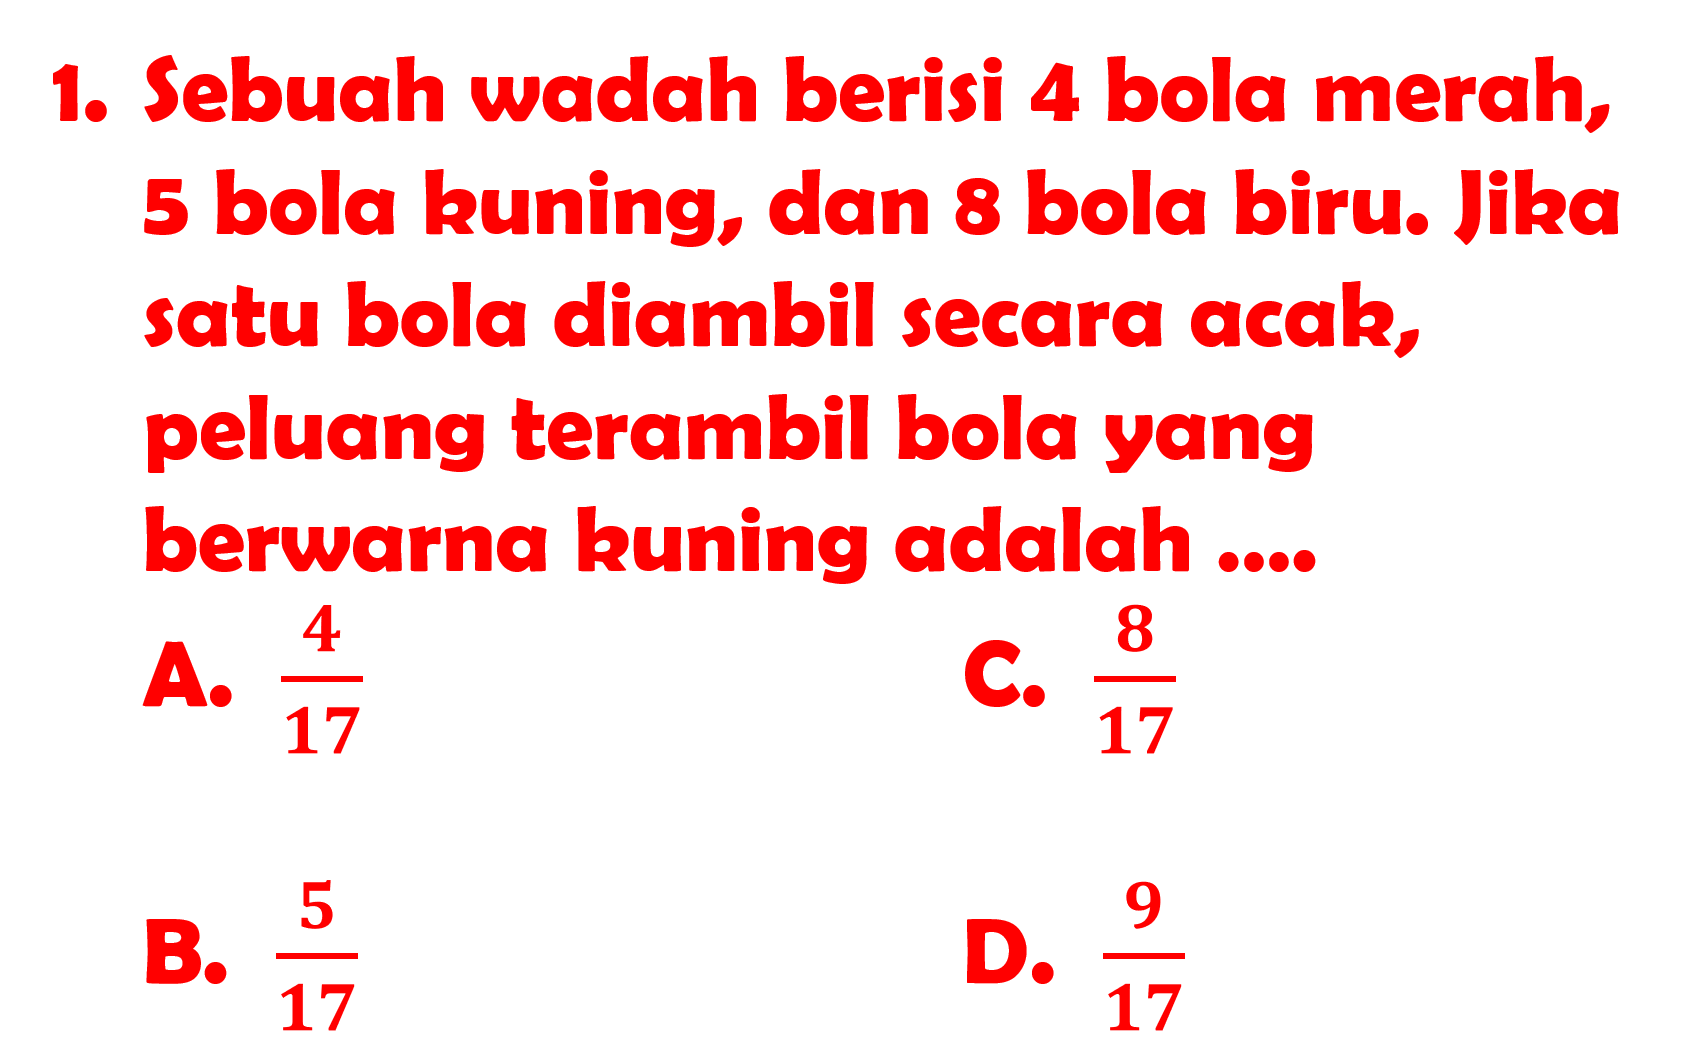 1. Sebuah wadah berisi 4 bola merah,
5 bola kuning, dan 8 bola biru. Jika
satu bola diambil secara acak,
peluang terambil bola yang
berwarna kuning adalah ....
A. 4/17 C. 8/17
B. 5/17 D. 9/17